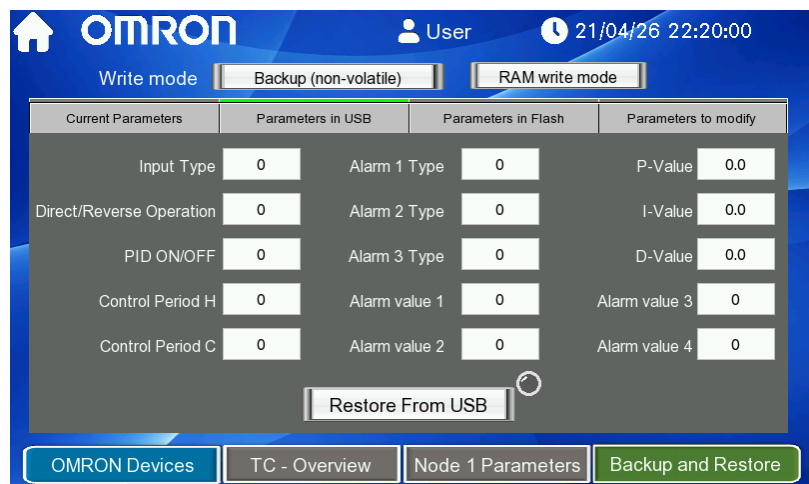 OMRON User 21/04/26 22:20:00
Write mode Backup (non-volatile) RAM write mode
Current Parameters Parameters in USB Parameters in Flash Parameters to modify
Input Type 0 Alarm 1 Type 0 P-Value 0.0
Direct/Reverse Operation 0 Alarm 2 Type 0 I-Value 0.0
PID ON/OFF 0 Alarm 3 Type 0 D-Value 0.0
Control Period H 0 Alarm value 1 0 Alarm value 3 0
Control Period C 0 Alarm value 2 0 Alarm value 4 0
Restore From USB
OMRON Devices TC - Overview Node 1 Parameters Backup and Restore